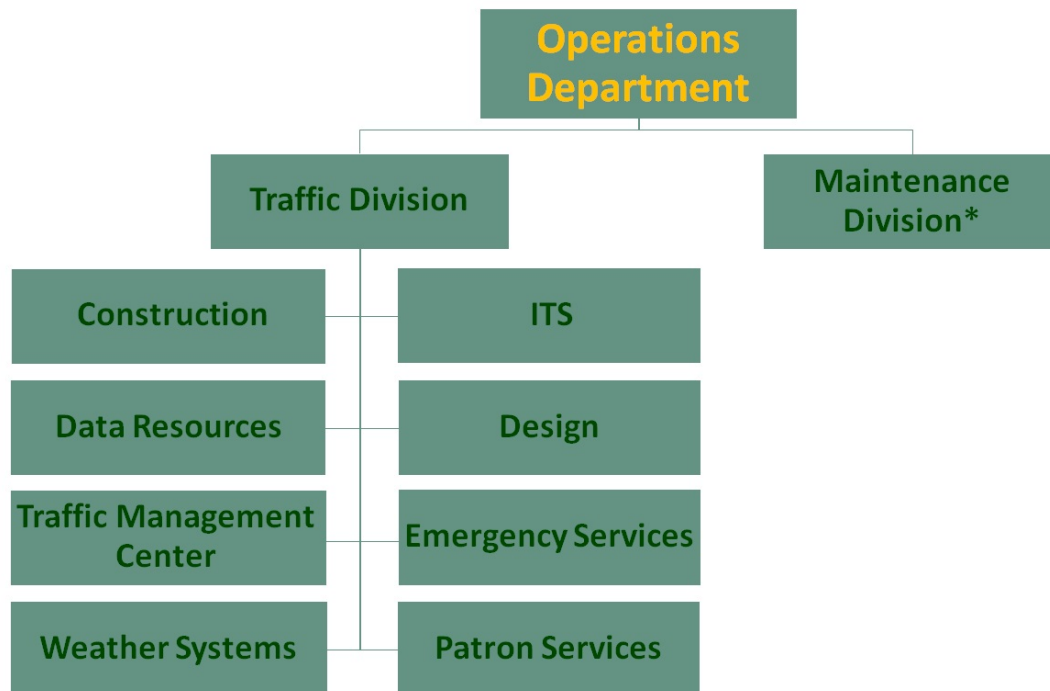 Operations
Department
Traffic Division
Maintenance
Division*
Construction
ITS
Data Resources
Design
Traffic Management
Center
Emergency Services
Weather Systems
Patron Services